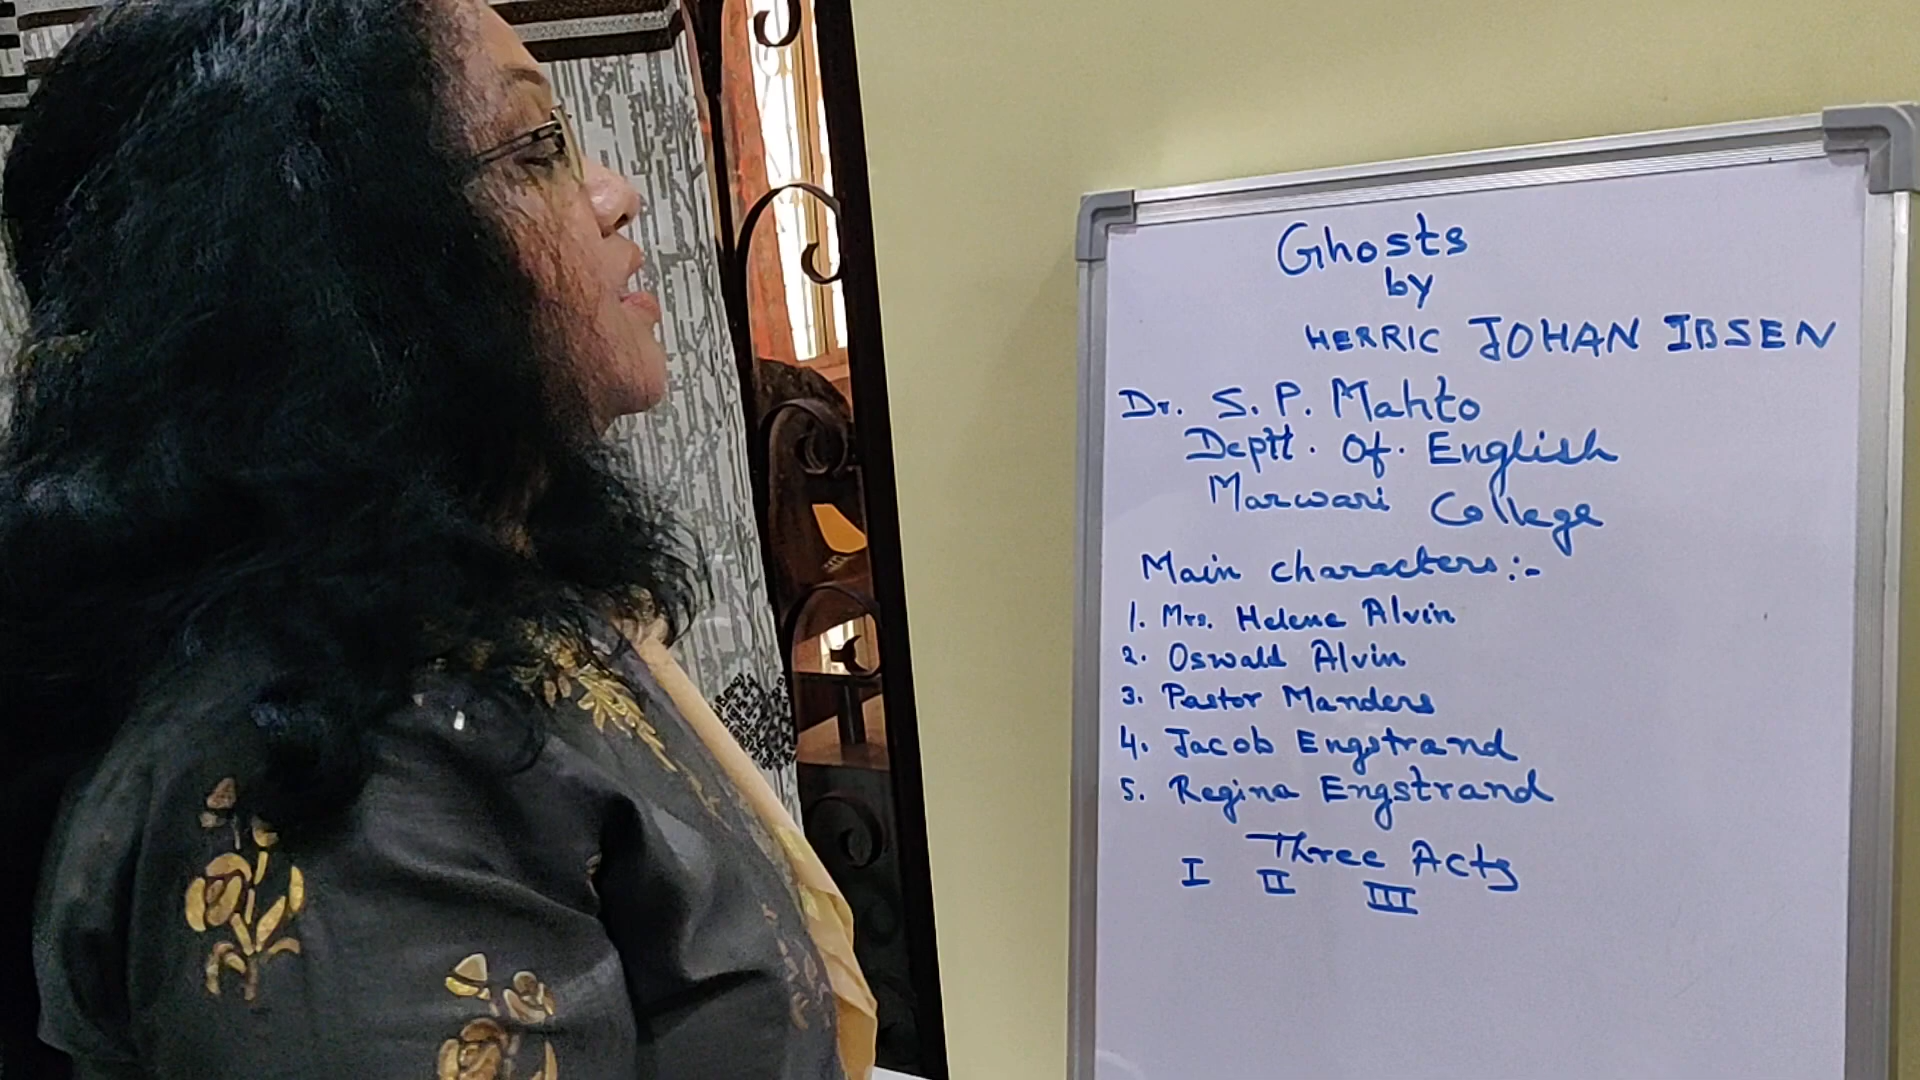 Ghosts
by
HERRIC JOHAN IBSEN
Dr. S. P. Mahto
Deptt. Of. English
Marwari College
Main characters:-
1. Mrs. Helene Alvin
2. Oswald Alvin
3. Pastor Manders
4. Jacob Engstrand
5. Regina Engstrand
Three Acts
I II III